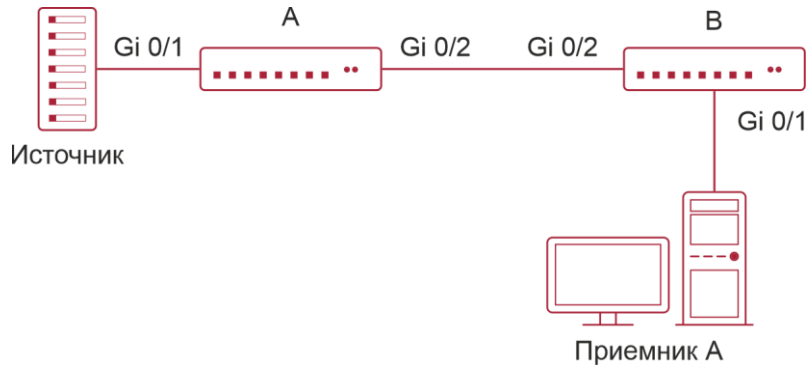 A
B
Gi 0/1
Gi 0/2
Gi 0/2
Gi 0/1
Источник
Приемник А